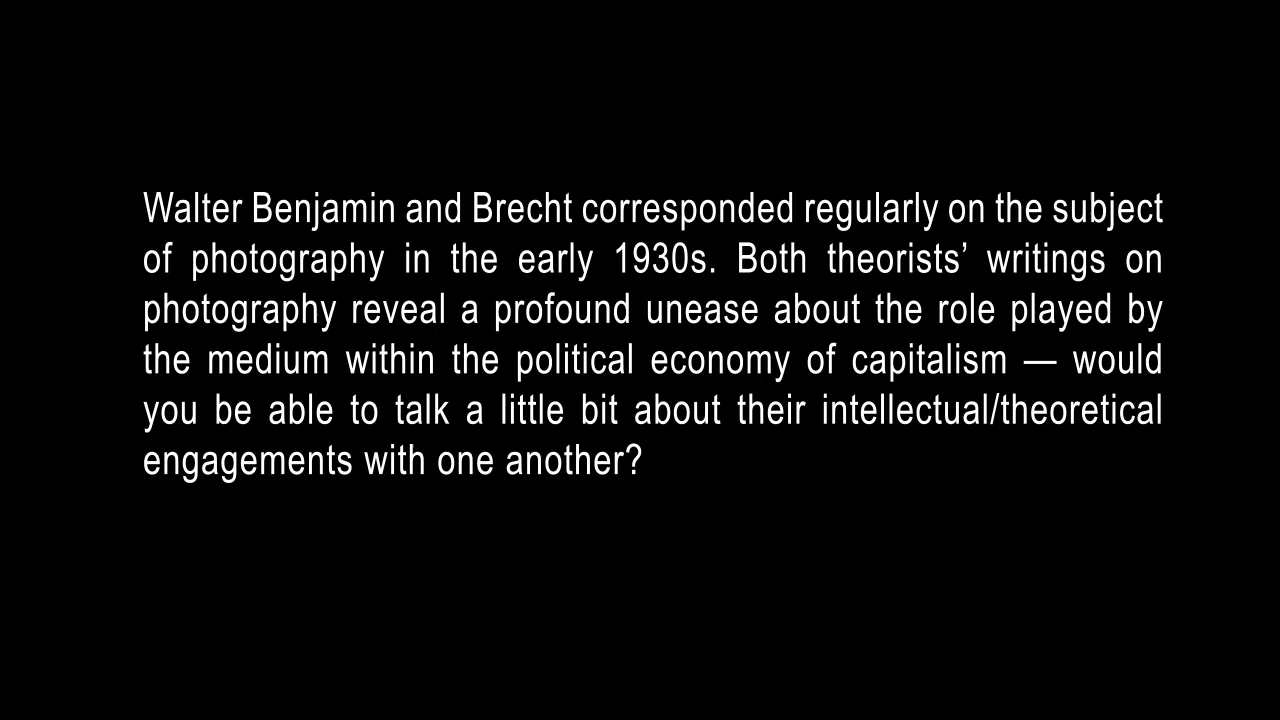 Walter Benjamin and Brecht corresponded regularly on the subject
of photography in the early 1930s. Both theorists’ writings on
photography reveal a profound unease about the role played by
the medium within the political economy of capitalism — would
you be able to talk a little bit about their intellectual/theoretical
engagements with one another?